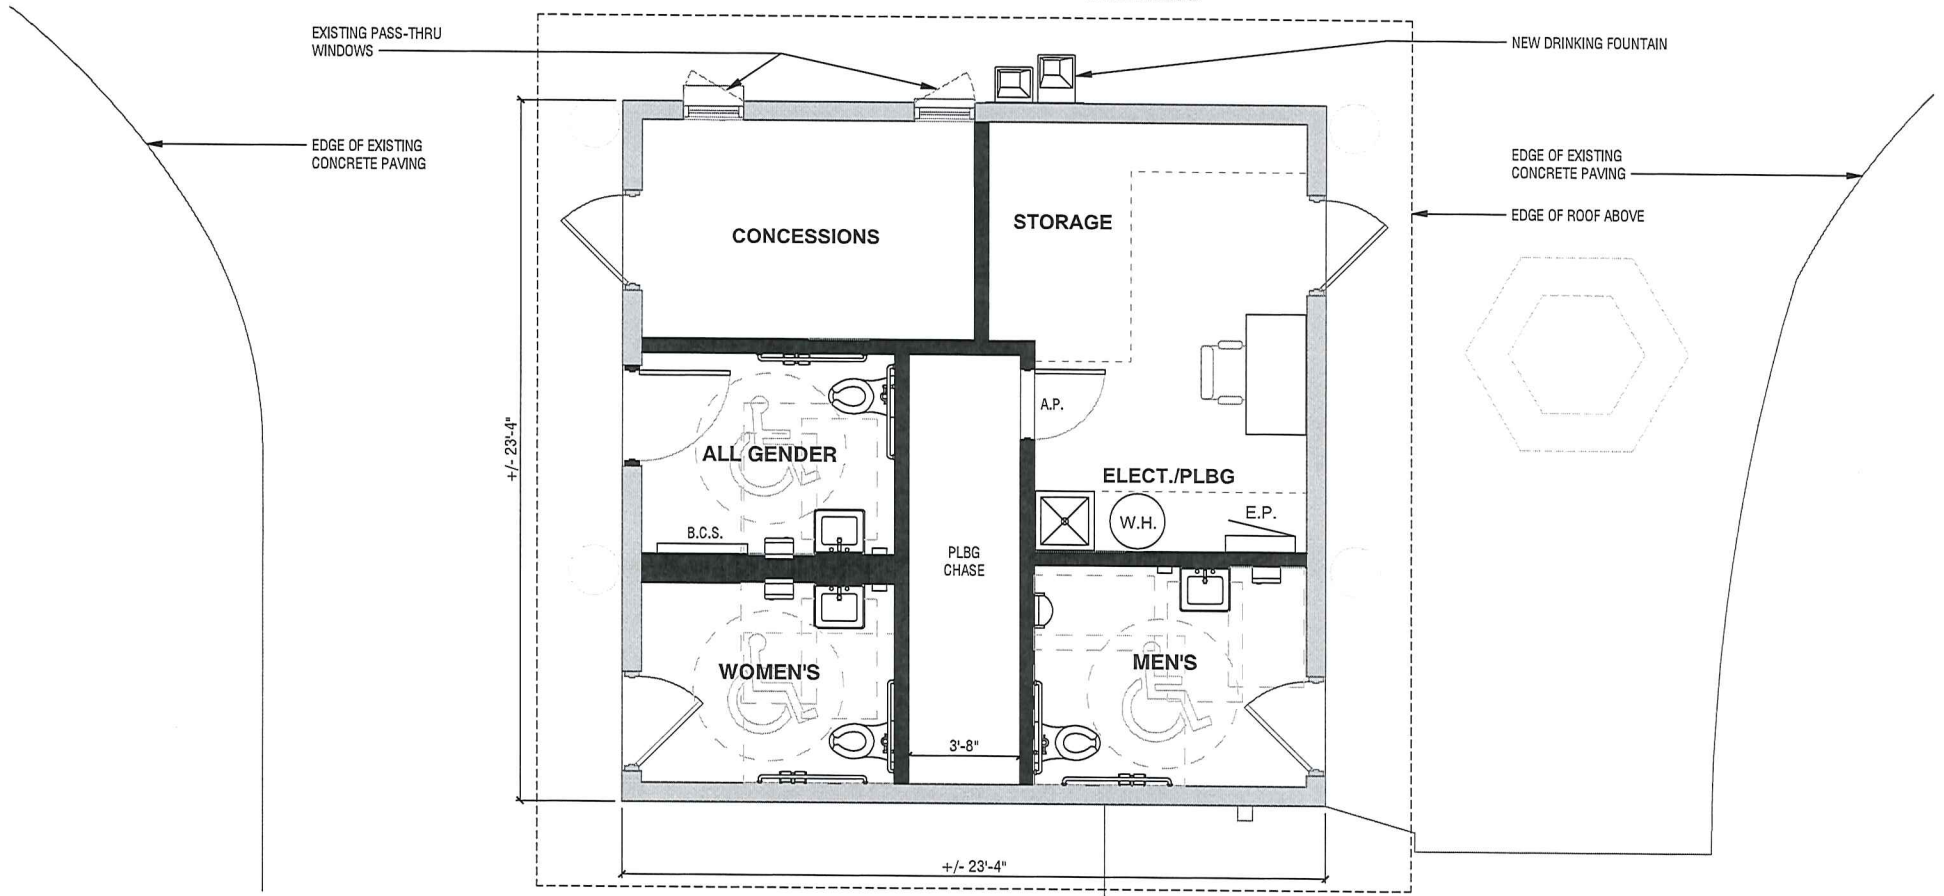 EXISTING PASS-THRU
WINDOWS
NEW DRINKING FOUNTAIN
EDGE OF EXISTING
CONCRETE PAVING
EDGE OF EXISTING
CONCRETE PAVING
EDGE OF ROOF ABOVE
CONCESSIONS
STORAGE
A.P.
+/- 23'-4"
ALL GENDER
ELECT./PLBG
B.C.S.
W.H.
E.P.
PLBG
CHASE
WOMEN'S
MEN'S
3'-8"
+/- 23'-4"